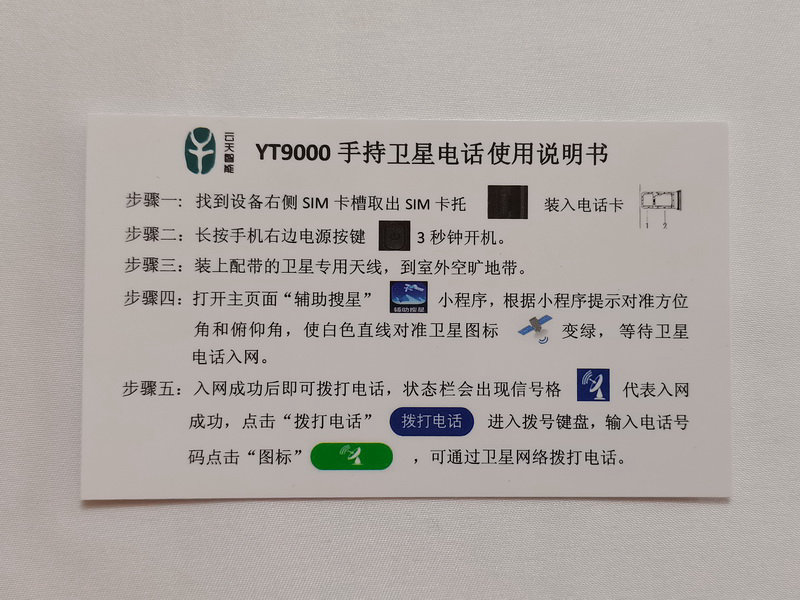 云天智能
YT9000 手持卫星电话使用说明书
步骤一：找到设备右侧 SIM 卡槽取出 SIM 卡托 装入电话卡
1 2
步骤二：长按手机右边电源按键 3 秒钟开机。
步骤三：装上配带的卫星专用天线，到室外空旷地带。
步骤四：打开主页面“辅助搜星” 辅助搜星 小程序，根据小程序提示对准方位
角和俯仰角，使白色直线对准卫星图标 变绿，等待卫星
电话入网。
步骤五：入网成功后即可拨打电话，状态栏会出现信号格 代表入网
成功，点击“拨打电话” 拨打电话 进入拨号键盘，输入电话号
码点击“图标” ，可通过卫星网络拨打电话。